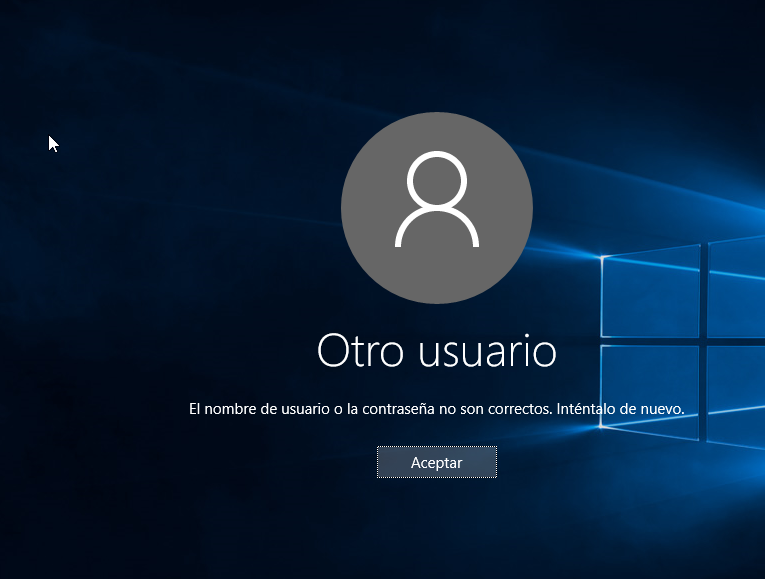 Otro usuario
El nombre de usuario o la contraseña no son correctos. Inténtalo de nuevo.
Aceptar